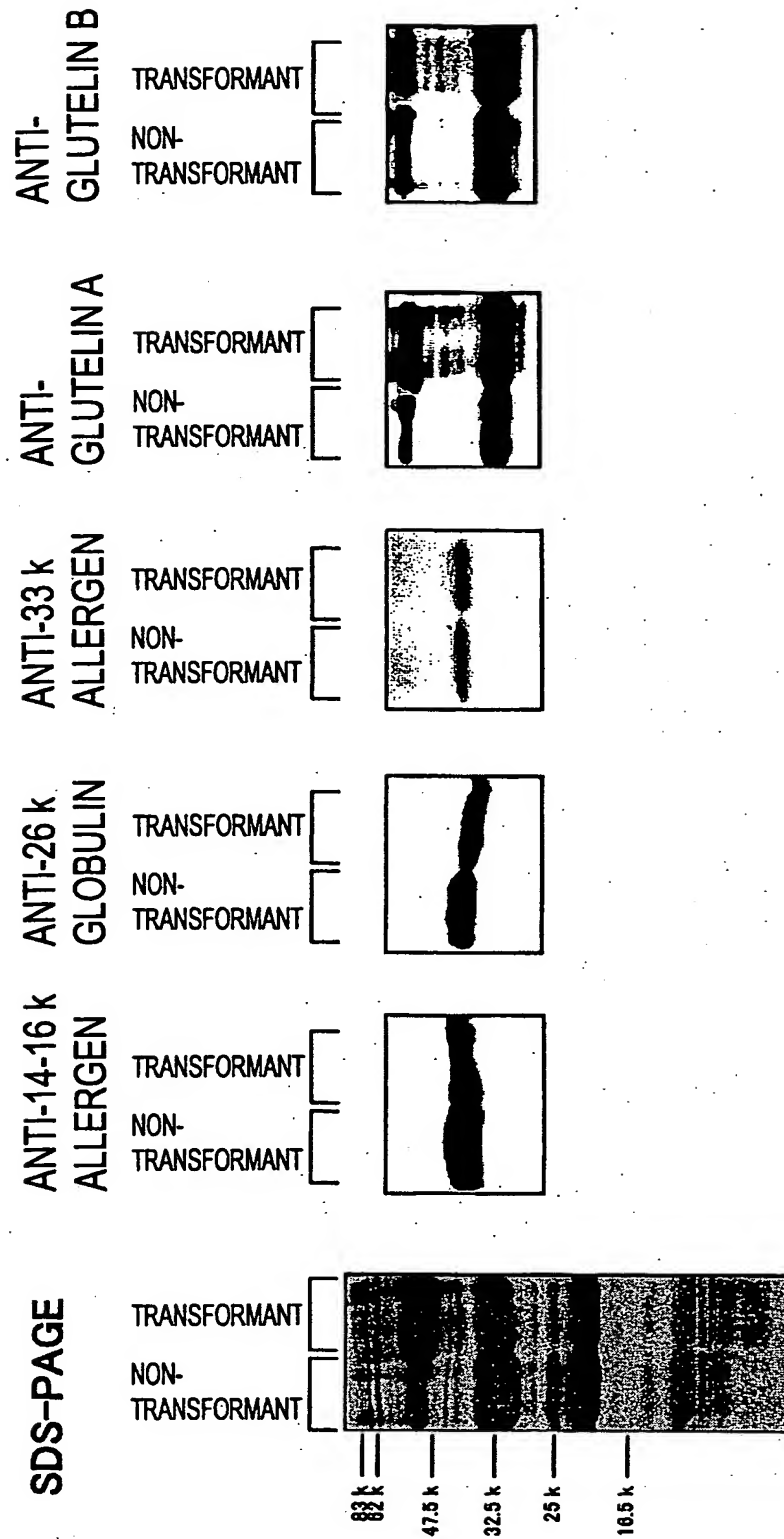 SDS-PAGE
NON-
TRANSFORMANT
TRANSFORMANT
83 k
62 k
47.5 k
32.5 k
25 k
16.5 k
ANTI-14-16 k
ALLERGEN
NON-
TRANSFORMANT
TRANSFORMANT
ANTI-26 k
GLOBULIN
NON-
TRANSFORMANT
TRANSFORMANT
ANTI-33 k
ALLERGEN
NON-
TRANSFORMANT
TRANSFORMANT
ANTI-
GLUTELIN A
NON-
TRANSFORMANT
TRANSFORMANT
ANTI-
GLUTELIN B
NON-
TRANSFORMANT
TRANSFORMANT